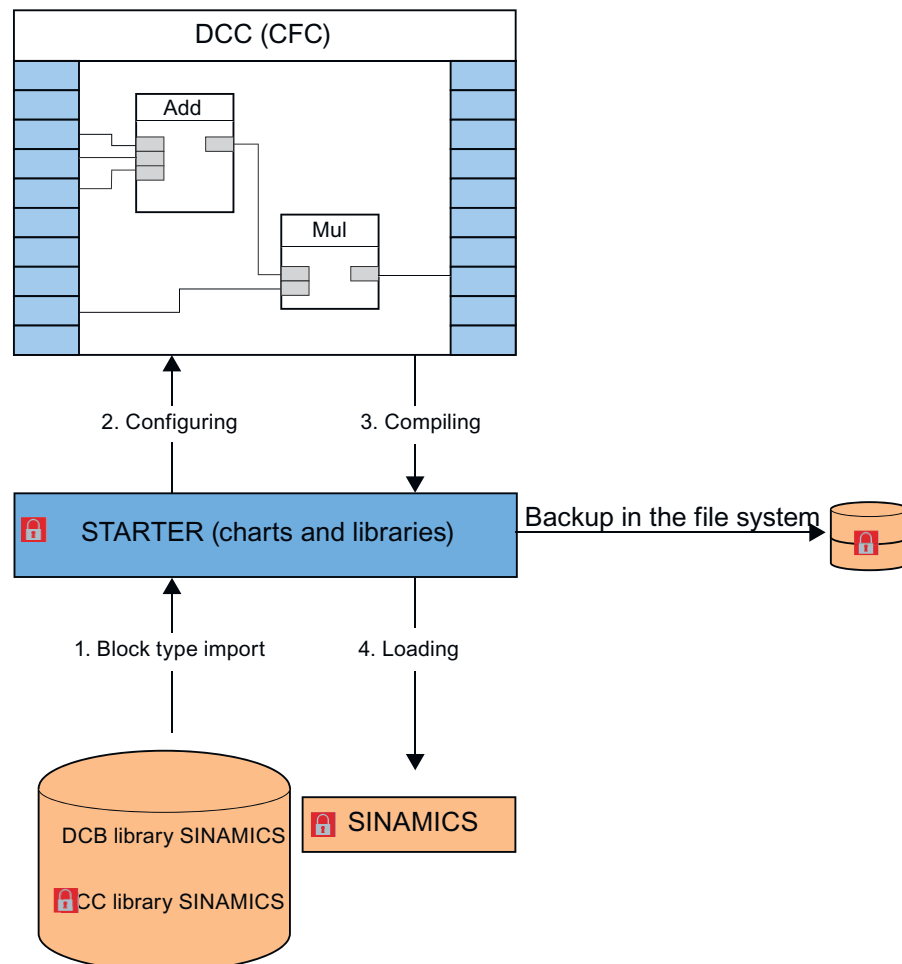 DCC (CFC)
Add
Mul
2. Configuring
3. Compiling
STARTER (charts and libraries)
Backup in the file system
1. Block type import
4. Loading
DCB library SINAMICS
SINAMICS
CC library SINAMICS